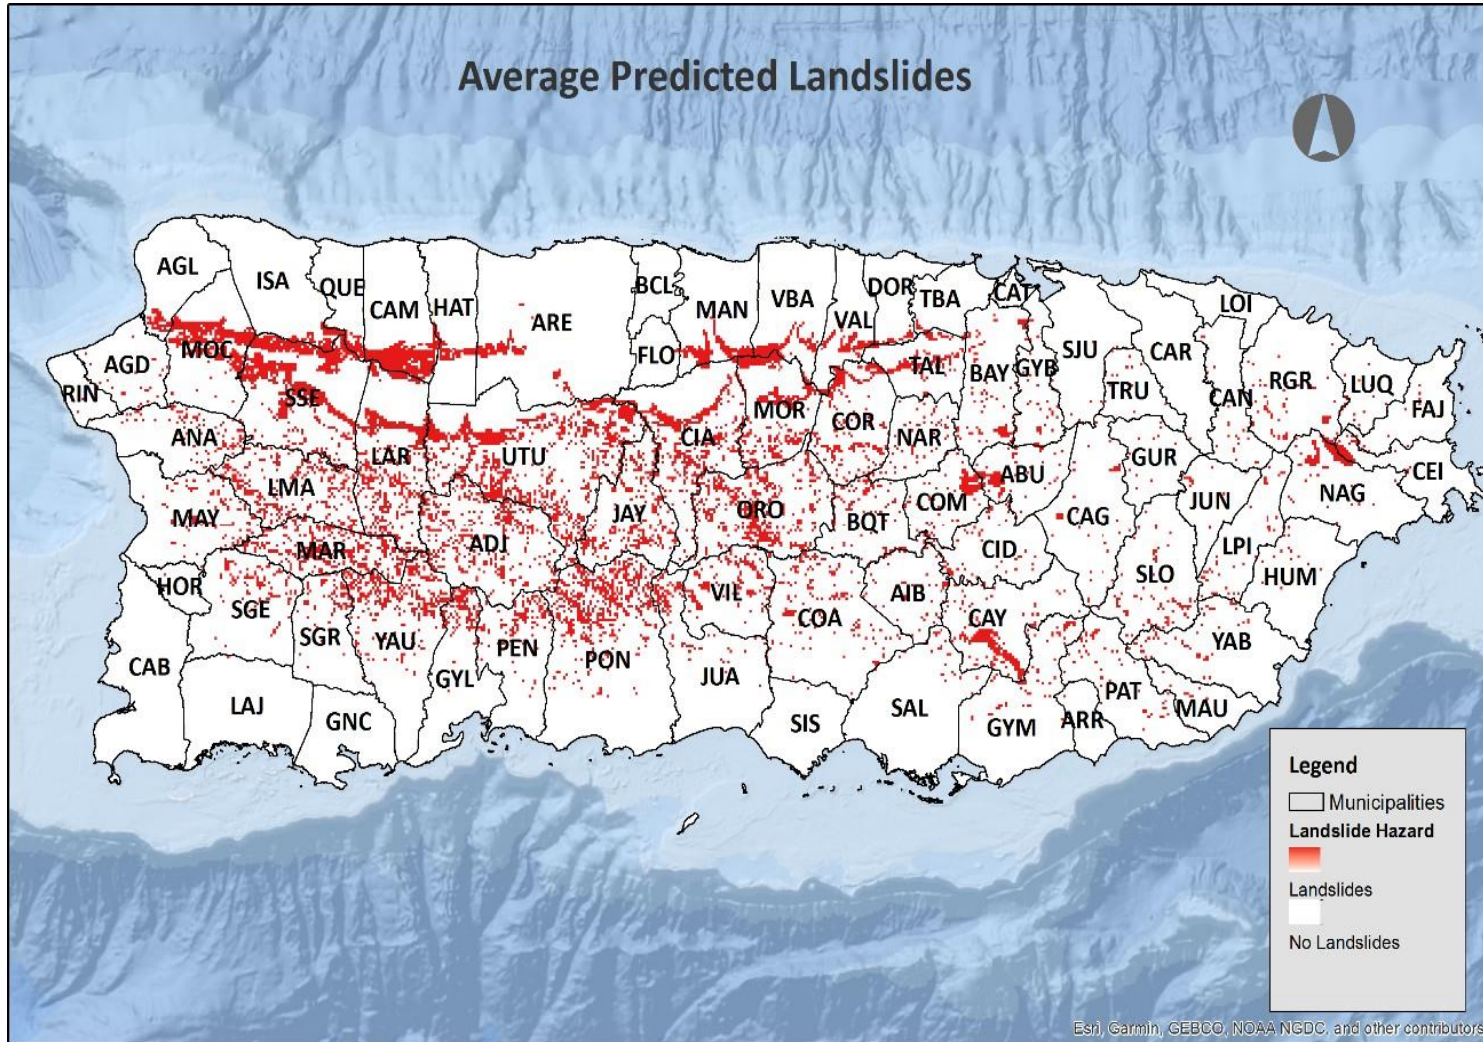 Average Predicted Landslides
AGL
ISA
QUE
CAM
HAT
ARE
BCL
MAN
VBA
VAL
DOR
TBA
CAT
LOI
AGD
MOC
FLO
TAL
BAY
GYB
SJU
CAR
TRU
CAN
RGR
LUQ
FAJ
RIN
SSE
ANA
LAR
UTU
CIA
MOR
COR
NAR
GUR
CEI
LMA
MAY
MAR
ADJ
JAY
ORO
BQT
COM
ABU
CAG
JUN
NAG
CID
LPI
HOR
SGE
SGR
YAU
VIL
COA
AIB
CAY
SLO
HUM
YAB
CAB
LAJ
GNC
GYL
PEN
PON
JUA
SIS
SAL
GYM
ARR
PAT
MAU
Legend
Municipalities
Landslide Hazard
Landslides
No Landslides
Esri, Garmin, GEBCO, NOAA NGDC, and other contributors